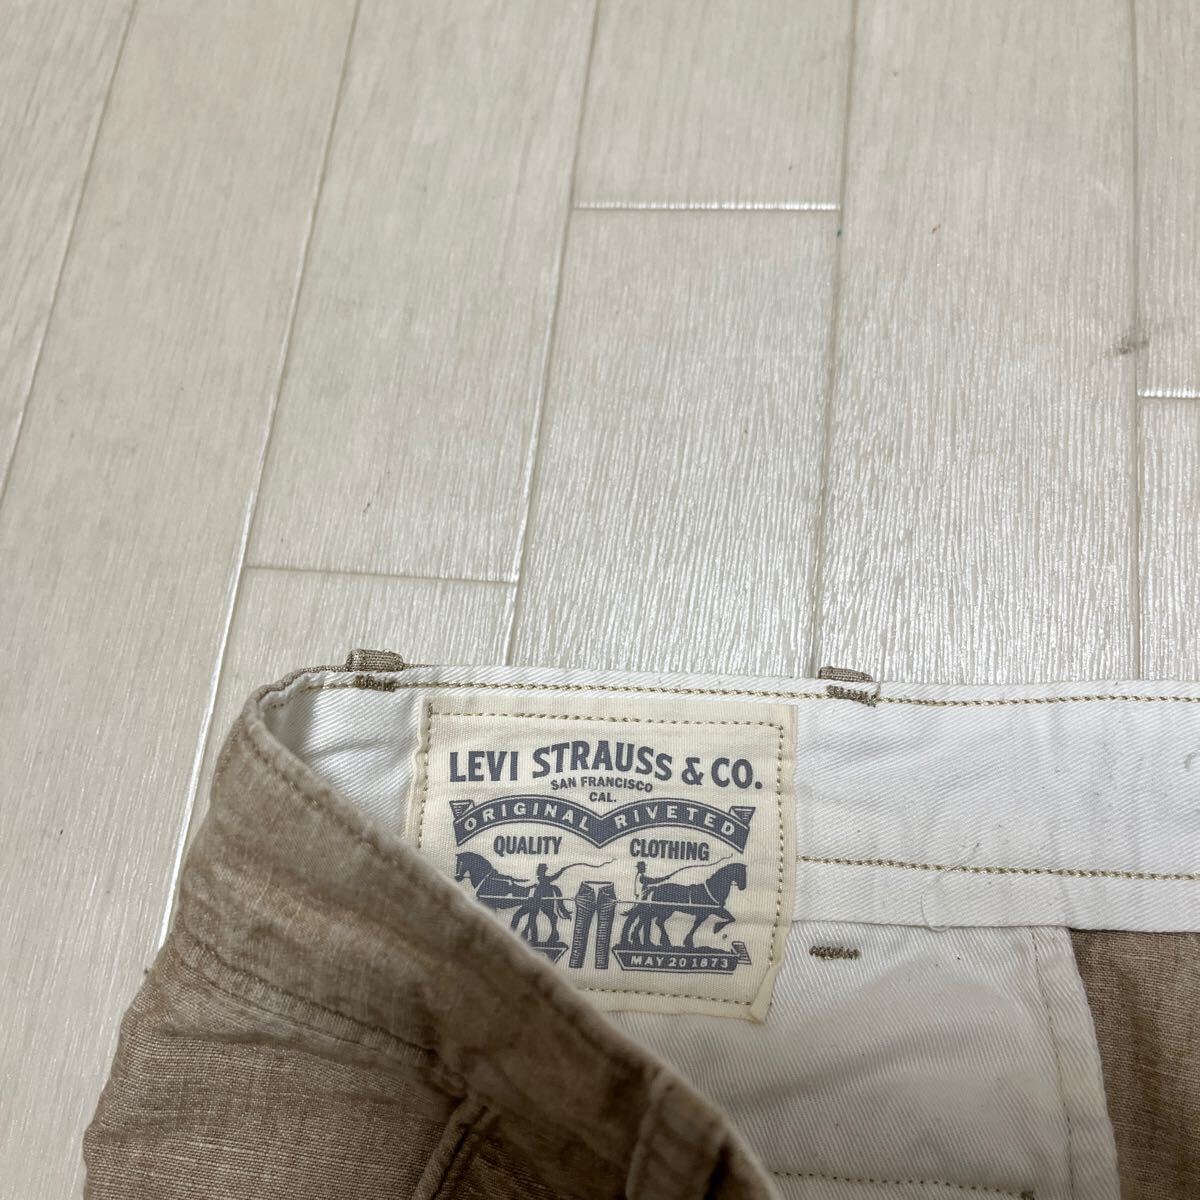 LEVI STRAUSS & CO.
SAN FRANCISCO
CAL.
ORIGINAL RIVETED
QUALITY CLOTHING
MAY 20 1873